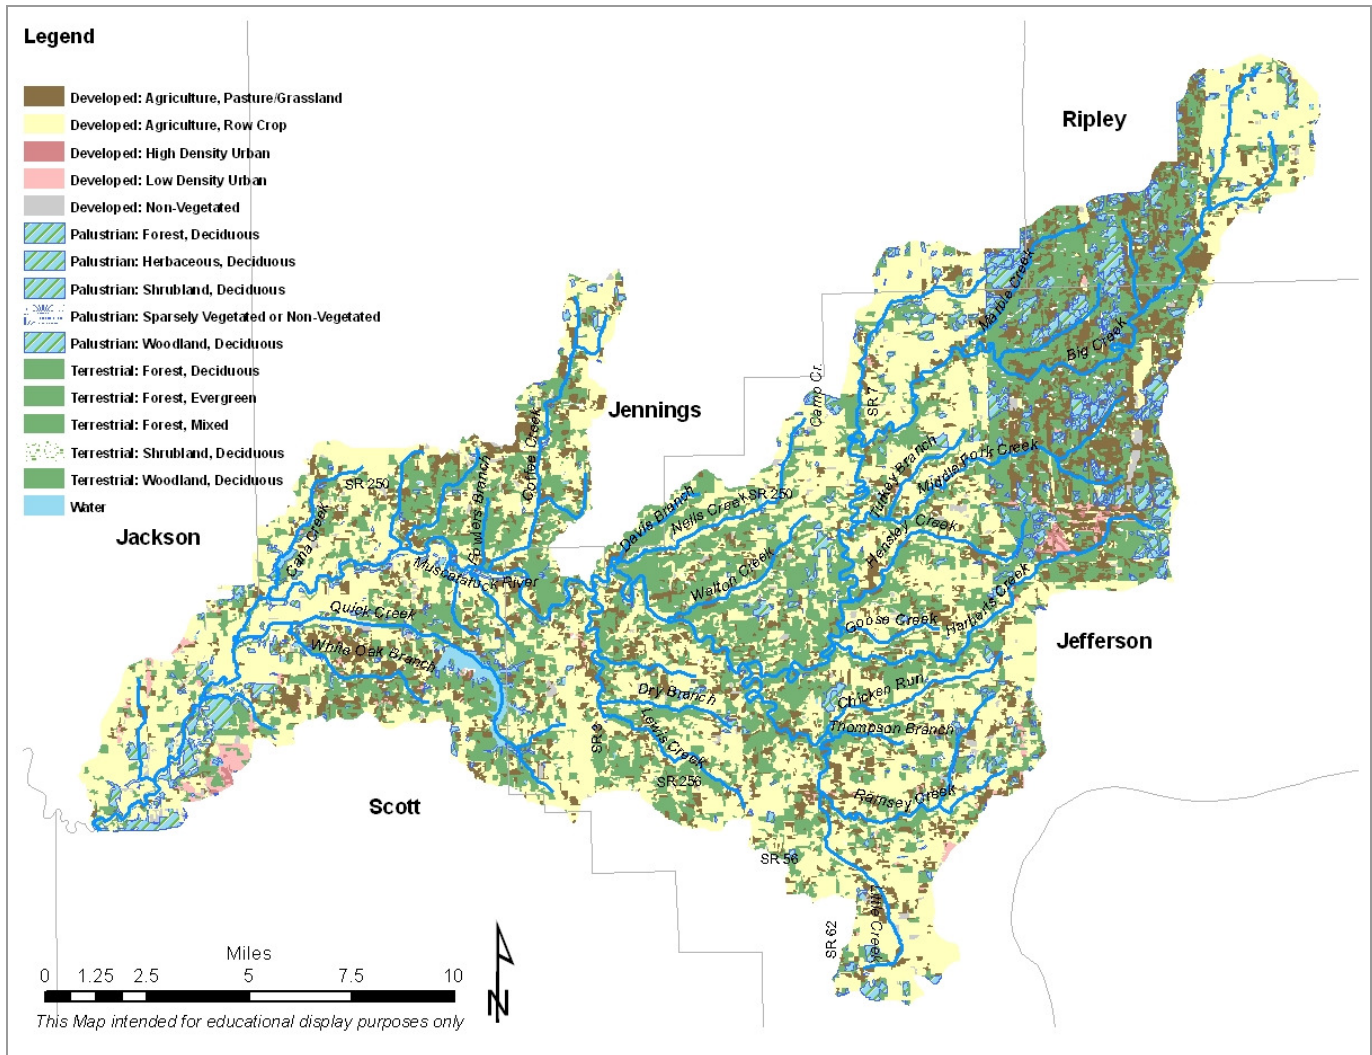 Legend
Developed: Agriculture, Pasture/Grassland
Developed: Agriculture, Row Crop
Developed: High Density Urban
Developed: Low Density Urban
Developed: Non-Vegetated
Palustrian: Forest, Deciduous
Palustrian: Herbaceous, Deciduous
Palustrian: Shrubland, Deciduous
Palustrian: Sparsely Vegetated or Non-Vegetated
Palustrian: Woodland, Deciduous
Terrestrial: Forest, Deciduous
Terrestrial: Forest, Evergreen
Terrestrial: Forest, Mixed
Terrestrial: Shrubland, Deciduous
Terrestrial: Woodland, Deciduous
Water
Ripley
Marble Creek
Big Creek
Camp Cr.
SR 7
Jennings
Coffee Creek
Fowlers Branch
SR 250
Cana Creek
Jackson
Turkey Branch
Middle Fork Creek
Hensley Creek
Davis Branch
Nells Creek
SR 250
Walton Creek
Muscatatuck River
Quick Creek
White Oak Branch
Goose Creek
Harberts Creek
Jefferson
Chicken Run
Thompson Branch
Dry Branch
Lewis Creek
SR 3
SR 256
Ramsey Creek
Scott
SR 56
SR 62
Little Creek
Miles
0 1.25 2.5 5 7.5 10
N
This Map intended for educational display purposes only